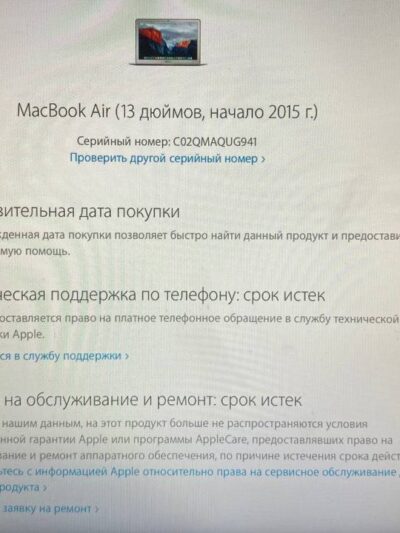 MacBook Air (13 дюймов, начало 2015 г.)
Серийный номер: C02QMAQUG941
Проверить другой серийный номер >
вительная дата покупки
жденная дата покупки позволяет быстро найти данный продукт и предостави
мую помощь.
ческая поддержка по телефону: срок истек
оставляется право на платное телефонное обращение в службу технической
ки Apple.
ся в службу поддержки >
на обслуживание и ремонт: срок истек
нашим данным, на этот продукт больше не распространяются условия
нной гарантии Apple или программы AppleCare, предоставлявших право на
вание и ремонт аппаратного обеспечения, по причине истечения срока дейст
тесь с информацией Apple относительно права на сервисное обслуживание
родукта >
заявку на ремонт >